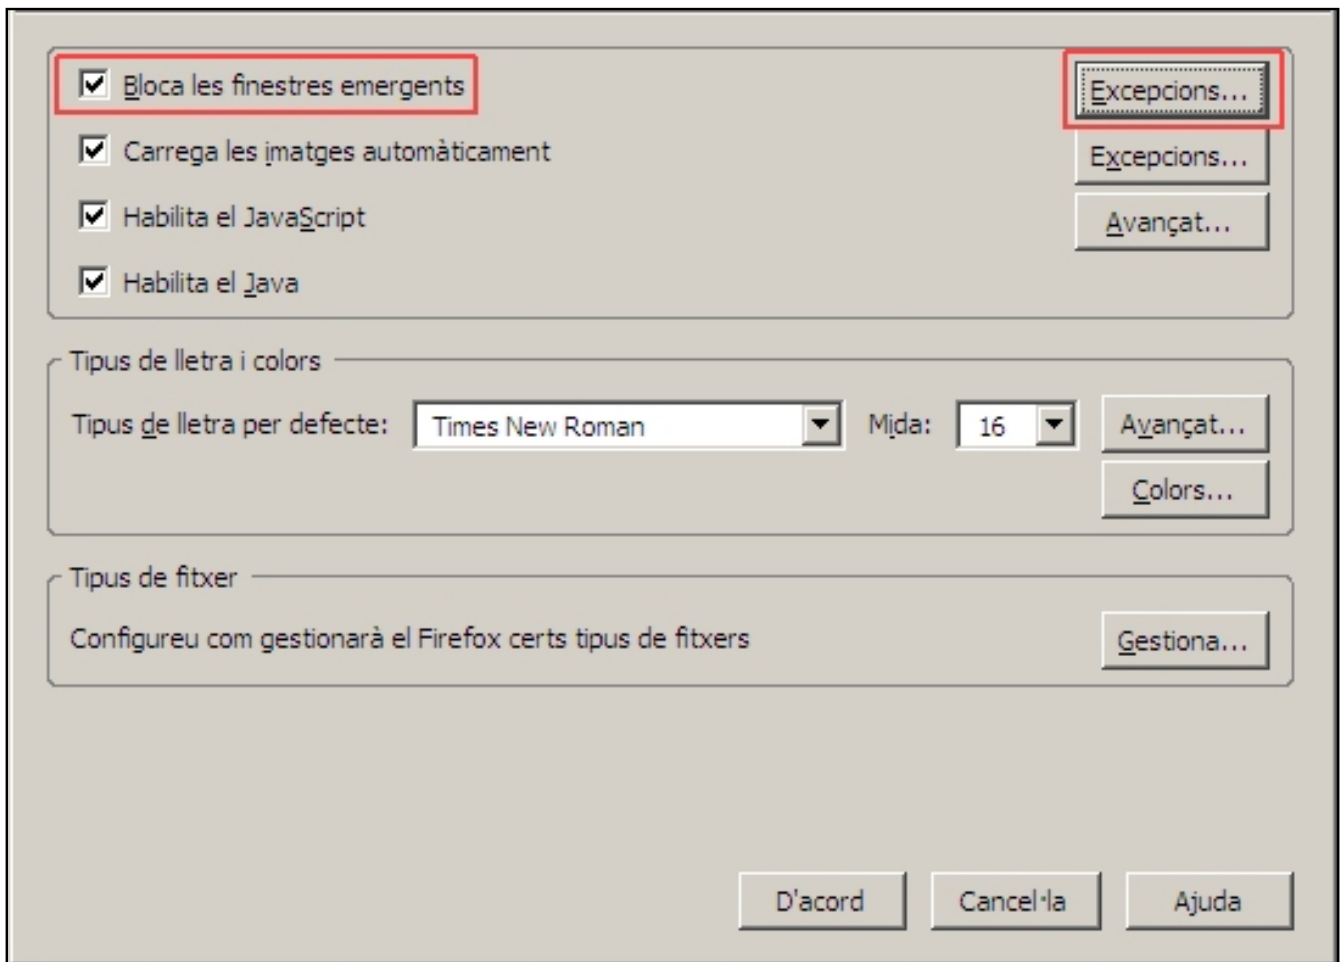 Bloca les finestres emergents Excepcions...
Carrega les imatges automàticament Excepcions...
Habilita el JavaScript Avançat...
Habilita el Java
Tipus de lletra i colors
Tipus de lletra per defecte: Times New Roman Mida: 16 Avançat...
Colors...
Tipus de fitxer
Configureu com gestionarà el Firefox certs tipus de fitxers Gestiona...
D'acord Cancel·la Ajuda